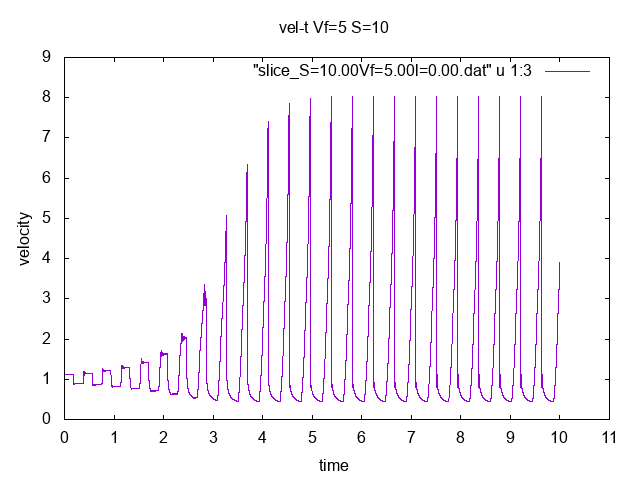 vel-t Vf=5 S=10
"slice_S=10.00Vf=5.00I=0.00.dat" u 1:3
9
8
7
6
5
4
3
2
1
0
velocity
0 1 2 3 4 5 6 7 8 9 10 11
time